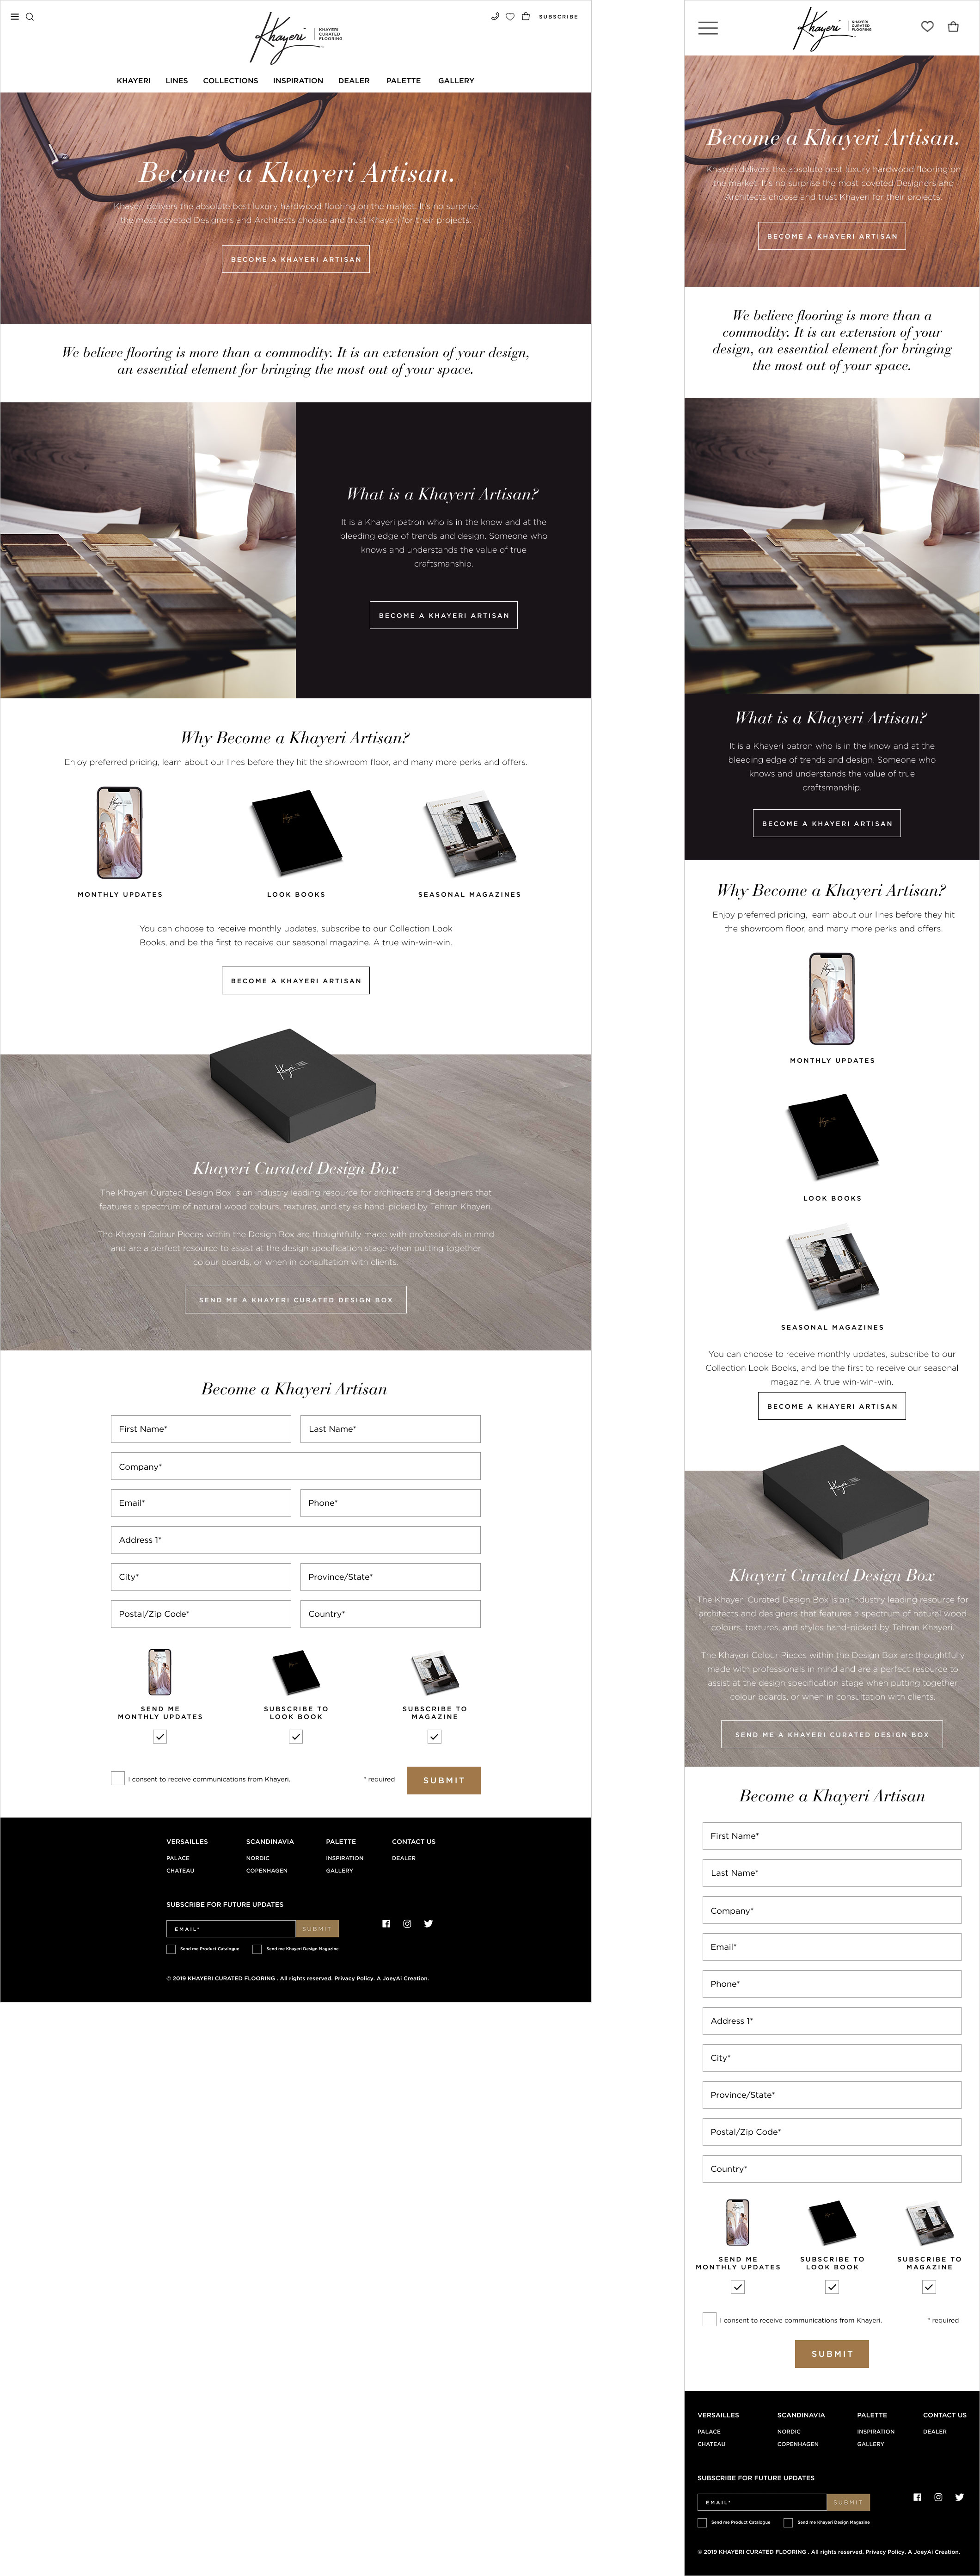 Khayeri
KHAYERI
CURATED
FLOORING
SUBSCRIBE
KHAYERI LINES COLLECTIONS INSPIRATION DEALER PALETTE GALLERY
Become a Khayeri Artisan.
Khayeri delivers the absolute best luxury hardwood flooring on the market. It's no surprise
the most coveted Designers and Architects choose and trust Khayeri for their projects.
BECOME A KHAYERI ARTISAN
We believe flooring is more than a commodity. It is an extension of your design,
an essential element for bringing the most out of your space.
What is a Khayeri Artisan?
It is a Khayeri patron who is in the know and at the
bleeding edge of trends and design. Someone who
knows and understands the value of true
craftsmanship.
BECOME A KHAYERI ARTISAN
Why Become a Khayeri Artisan?
Enjoy preferred pricing, learn about our lines before they hit the showroom floor, and many more perks and offers.
MONTHLY UPDATES LOOK BOOKS SEASONAL MAGAZINES
You can choose to receive monthly updates, subscribe to our Collection Look
Books, and be the first to receive our seasonal magazine. A true win-win-win.
BECOME A KHAYERI ARTISAN
Khayeri
Khayeri Curated Design Box
The Khayeri Curated Design Box is an industry leading resource for architects and designers that
features a spectrum of natural wood colours, textures, and styles hand-picked by Tehran Khayeri.
The Khayeri Colour Pieces within the Design Box are thoughtfully made with professionals in mind
and are a perfect resource to assist at the design specification stage when putting together
colour boards, or when in consultation with clients.
SEND ME A KHAYERI CURATED DESIGN BOX
Become a Khayeri Artisan
First Name* Last Name*
Company*
Email* Phone*
Address 1*
City* Province/State*
Postal/Zip Code* Country*
SEND ME
MONTHLY UPDATES
SUBSCRIBE TO
LOOK BOOK
SUBSCRIBE TO
MAGAZINE
I consent to receive communications from Khayeri.
* required
SUBMIT
VERSAILLES SCANDINAVIA PALETTE CONTACT US
PALACE NORDIC INSPIRATION DEALER
CHATEAU COPENHAGEN GALLERY
SUBSCRIBE FOR FUTURE UPDATES
EMAIL* SUBMIT
Send me Product Catalogue Send me Khayeri Design Magazine
© 2019 KHAYERI CURATED FLOORING . All rights reserved. Privacy Policy. A JoeyAi Creation.
Khayeri
KHAYERI
CURATED
FLOORING
Become a Khayeri Artisan.
Khayeri delivers the absolute best luxury hardwood flooring on
the market. It's no surprise the most coveted Designers and
Architects choose and trust Khayeri for their projects.
BECOME A KHAYERI ARTISAN
We believe flooring is more than a
commodity. It is an extension of your
design, an essential element for bringing
the most out of your space.
What is a Khayeri Artisan?
It is a Khayeri patron who is in the know and at the
bleeding edge of trends and design. Someone who
knows and understands the value of true
craftsmanship.
BECOME A KHAYERI ARTISAN
Why Become a Khayeri Artisan?
Enjoy preferred pricing, learn about our lines before they hit
the showroom floor, and many more perks and offers.
MONTHLY UPDATES
LOOK BOOKS
SEASONAL MAGAZINES
You can choose to receive monthly updates, subscribe to our
Collection Look Books, and be the first to receive our seasonal
magazine. A true win-win-win.
BECOME A KHAYERI ARTISAN
Khayeri
Khayeri Curated Design Box
The Khayeri Curated Design Box is an industry leading resource for
architects and designers that features a spectrum of natural wood
colours, textures, and styles hand-picked by Tehran Khayeri.
The Khayeri Colour Pieces within the Design Box are thoughtfully
made with professionals in mind and are a perfect resource to
assist at the design specification stage when putting together
colour boards, or when in consultation with clients.
SEND ME A KHAYERI CURATED DESIGN BOX
Become a Khayeri Artisan
First Name*
Last Name*
Company*
Email*
Phone*
Address 1*
City*
Province/State*
Postal/Zip Code*
Country*
SEND ME
MONTHLY UPDATES
SUBSCRIBE TO
LOOK BOOK
SUBSCRIBE TO
MAGAZINE
I consent to receive communications from Khayeri.
* required
SUBMIT
VERSAILLES SCANDINAVIA PALETTE CONTACT US
PALACE NORDIC INSPIRATION DEALER
CHATEAU COPENHAGEN GALLERY
SUBSCRIBE FOR FUTURE UPDATES
EMAIL* SUBMIT
Send me Product Catalogue Send me Khayeri Design Magazine
© 2019 KHAYERI CURATED FLOORING . All rights reserved. Privacy Policy. A JoeyAi Creation.